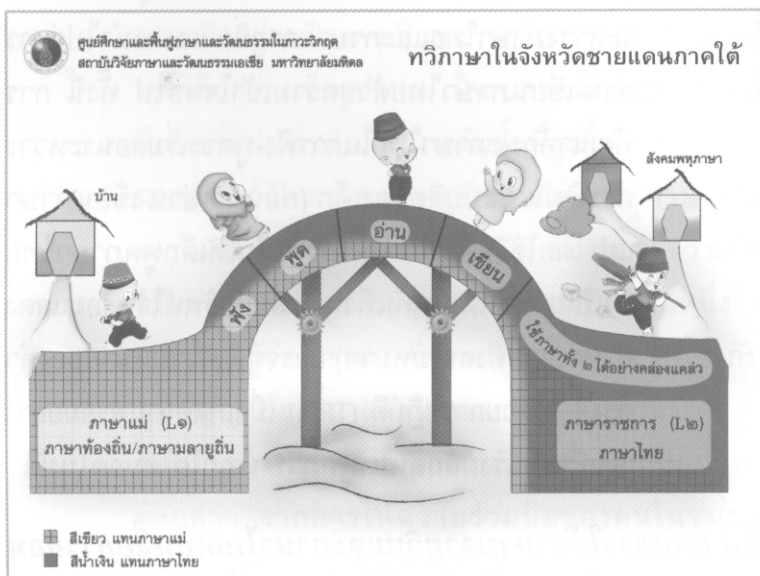 ศูนย์ศึกษาและฟื้นฟูภาษาและวัฒนธรรมในภาวะวิกฤต
สถาบันวิจัยภาษาและวัฒนธรรมเอเชีย มหาวิทยาลัยมหิดล
ทวิภาษาในจังหวัดชายแดนภาคใต้
บ้าน
สังคมพหุภาษา
ฟัง
พูด
อ่าน
เขียน
ใช้ภาษาทั้ง ๒ ได้อย่างคล่องแคล่ว
ภาษาแม่ (L๑)
ภาษาท้องถิ่น/ภาษามลายูถิ่น
ภาษาราชการ (L๒)
ภาษาไทย
สีเขียว แทนภาษาแม่
สีน้ำเงิน แทนภาษาไทย